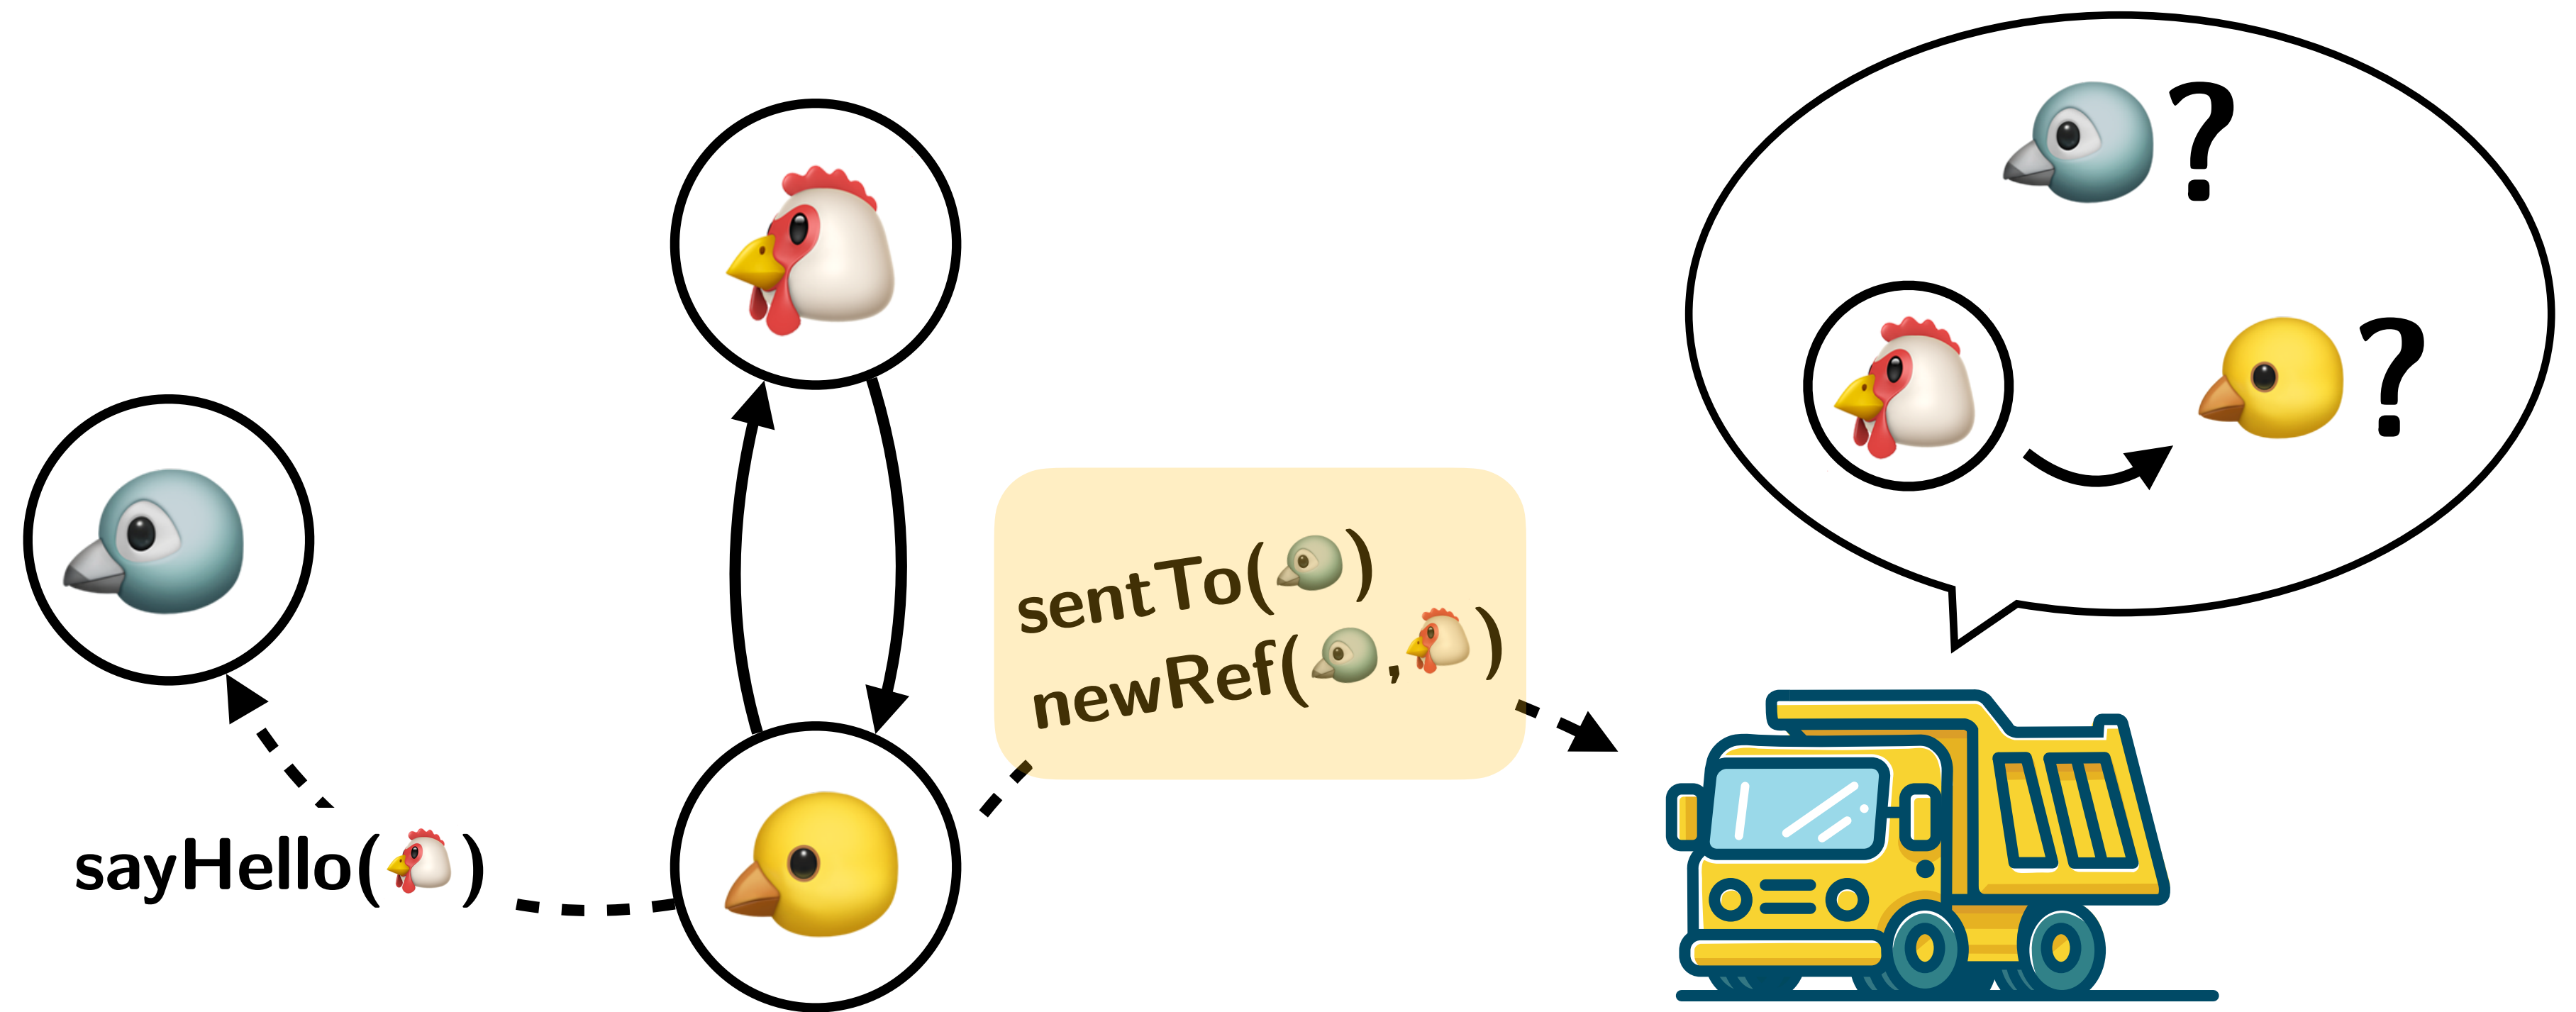 ?
?
sentTo(🐦)
newRef(🐦,🐔)
sayHello(🐔)